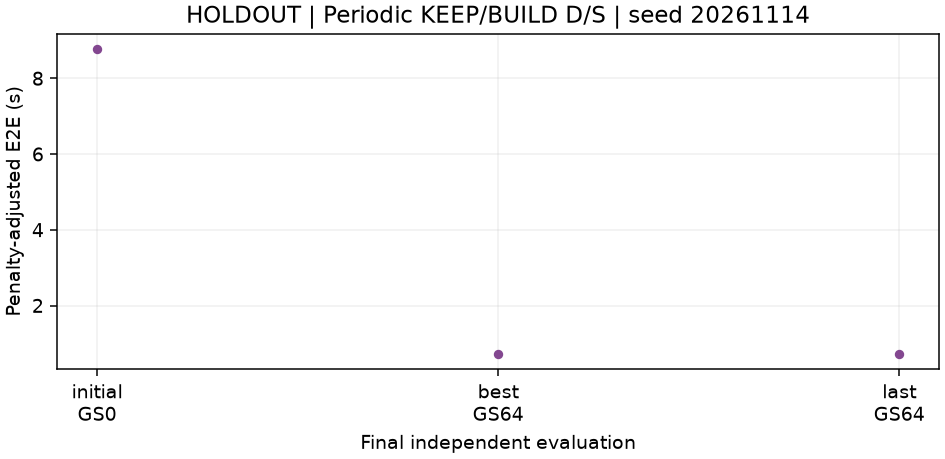 HOLDOUT | Periodic KEEP/BUILD D/S | seed 20261114
Penalty-adjusted E2E (s)
8
6
4
2
initial
GS0
best
GS64
last
GS64
Final independent evaluation